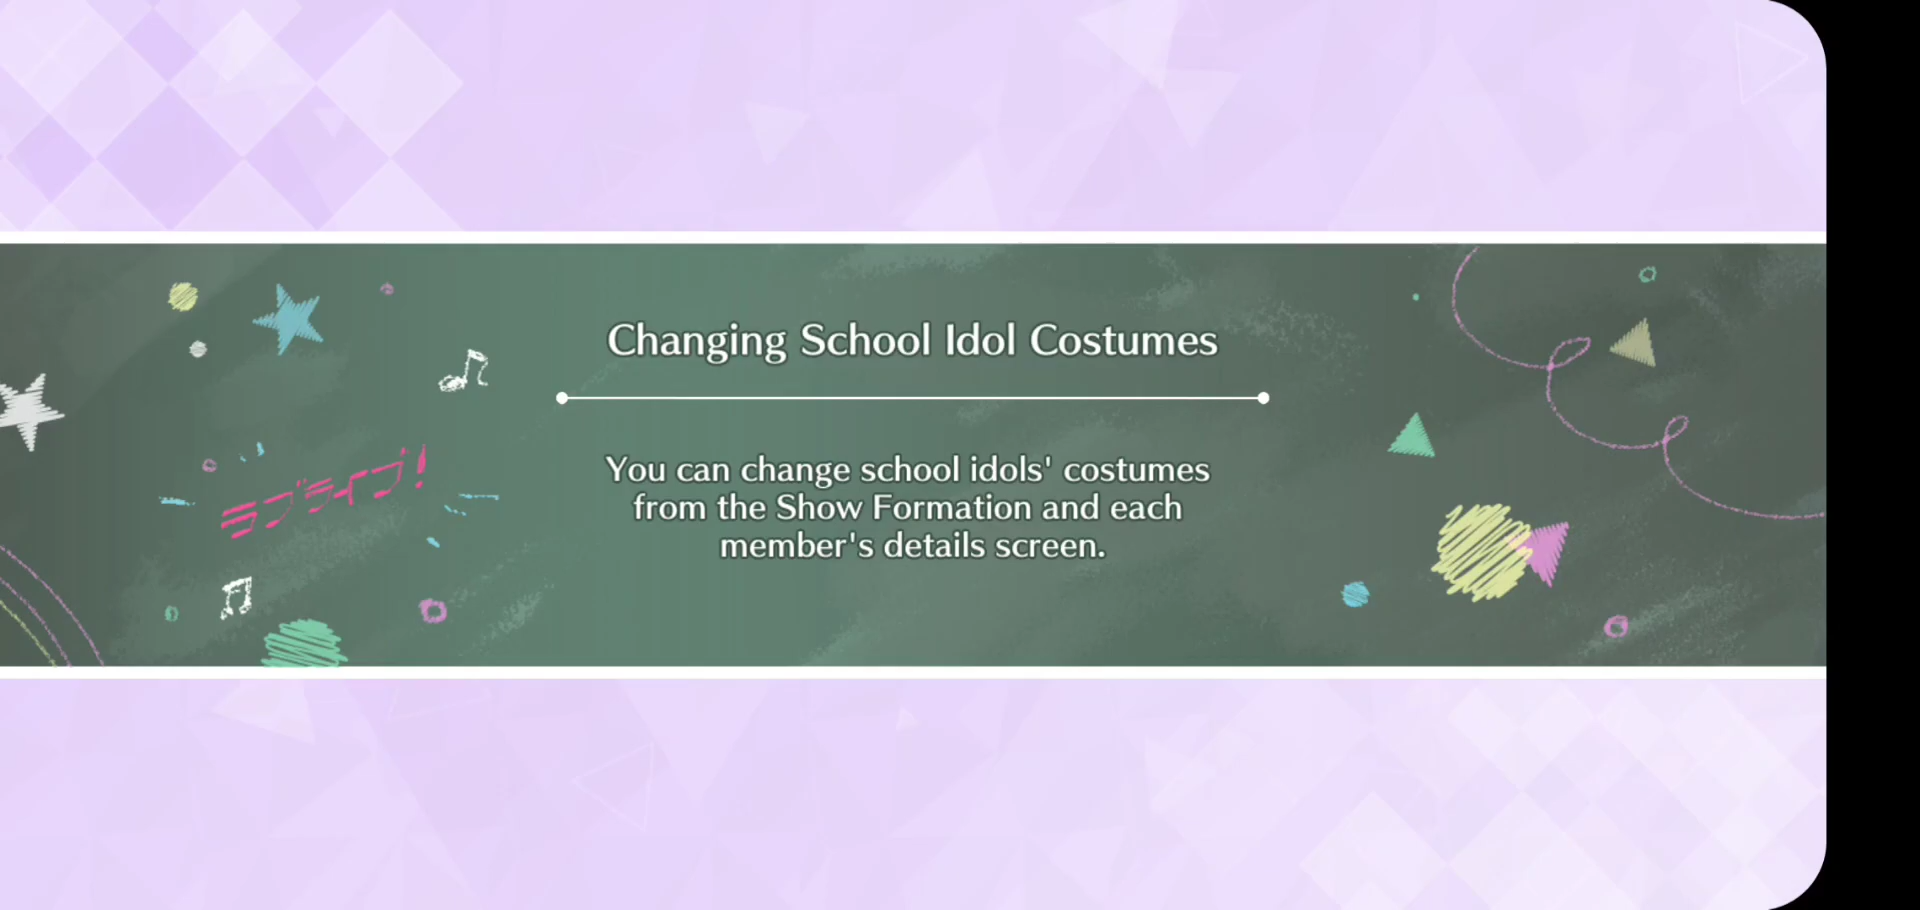 Changing School Idol Costumes
ラブライブ!
You can change school idols' costumes
from the Show Formation and each
member's details screen.